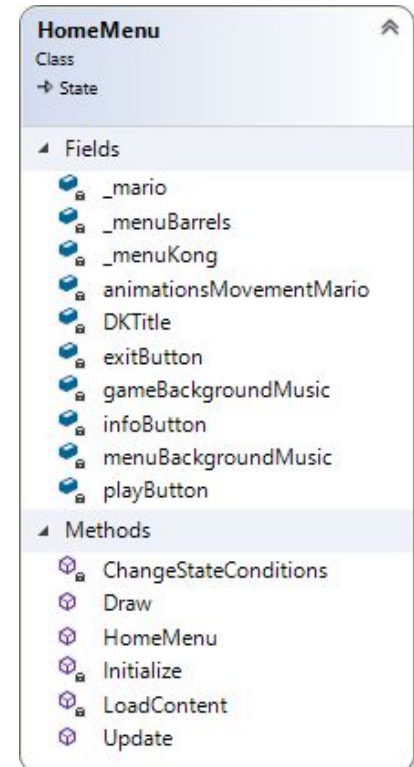 HomeMenu
Class
State
Fields
_mario
_menuBarrels
_menuKong
animationsMovementMario
DKTitle
exitButton
gameBackgroundMusic
infoButton
menuBackgroundMusic
playButton
Methods
ChangeStateConditions
Draw
HomeMenu
Initialize
LoadContent
Update